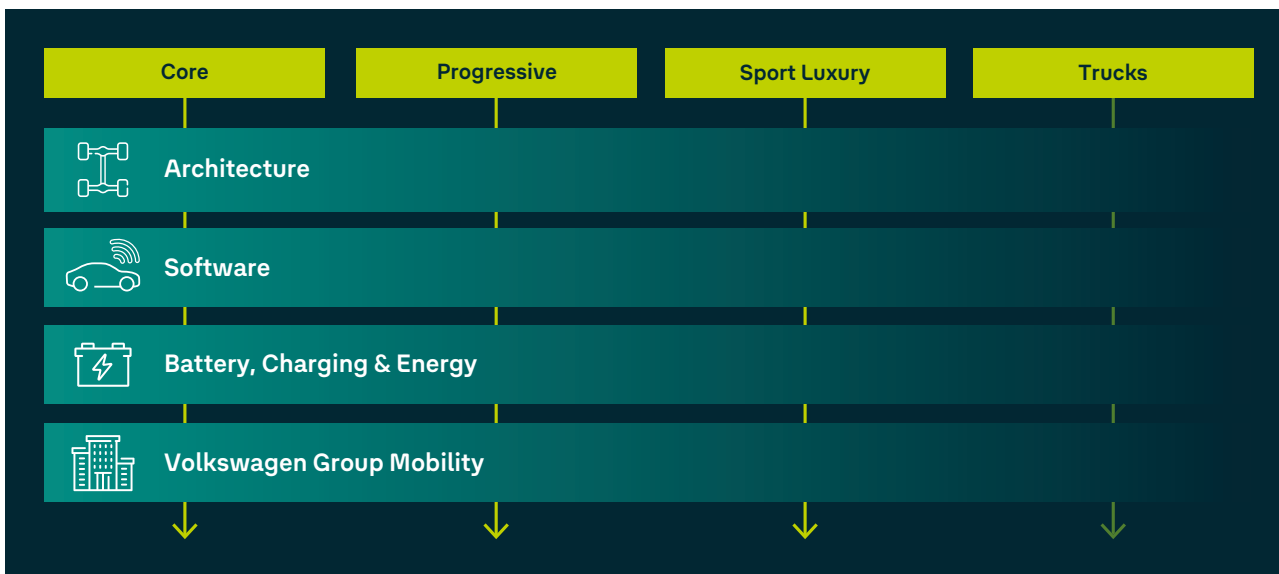 Core
Progressive
Sport Luxury
Trucks
Architecture
Software
Battery, Charging & Energy
Volkswagen Group Mobility